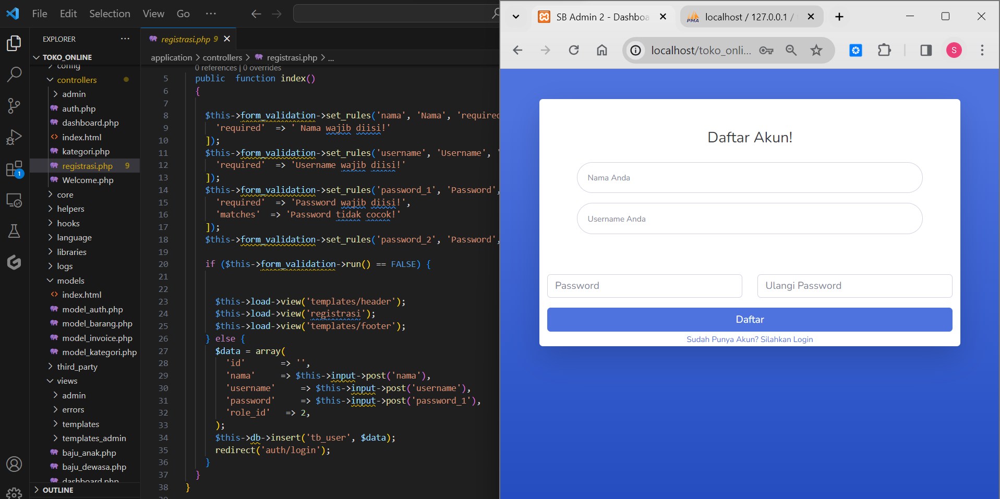 File Edit Selection View Go ...
EXPLORER ...
TOKO_ONLINE
config
controllers
admin
auth.php
dashboard.php
index.html
kategori.php
registrasi.php 9
Welcome.php
core
helpers
hooks
language
libraries
logs
models
index.html
model_auth.php
model_barang.php
model_invoice.php
model_kategori.php
third_party
views
admin
errors
templates
templates_admin
baju_anak.php
baju_dewasa.php
dashboard.php
OUTLINE
1
registrasi.php 9
application > controllers > registrasi.php > ...
0 references | 0 overrides
5 public function index()
6 {
7
8 $this->form_validation->set_rules('nama', 'Nama', 'required
9 'required' => ' Nama wajib diisi!'
10 ]);
11 $this->form_validation->set_rules('username', 'Username', '
12 'required' => 'Username wajib diisi!'
13 ]);
14 $this->form_validation->set_rules('password_1', 'Password',
15 'required' => 'Password wajib diisi!',
16 'matches' => 'Password tidak cocok!'
17 ]);
18 $this->form_validation->set_rules('password_2', 'Password',
19
20 if ($this->form_validation->run() == FALSE) {
21
22
23 $this->load->view('templates/header');
24 $this->load->view('registrasi');
25 $this->load->view('templates/footer');
26 } else {
27 $data = array(
28 'id' => '',
29 'nama' => $this->input->post('nama'),
30 'username' => $this->input->post('username'),
31 'password' => $this->input->post('password_1'),
32 'role_id' => 2,
33 );
34 $this->db->insert('tb_user', $data);
35 redirect('auth/login');
36 }
37 }
38 }
SB Admin 2 - Dashboa
PMA localhost / 127.0.0.1 /
localhost/toko_onli...
S
Daftar Akun!
Nama Anda
Username Anda
Password
Ulangi Password
Daftar
Sudah Punya Akun? Silahkan Login